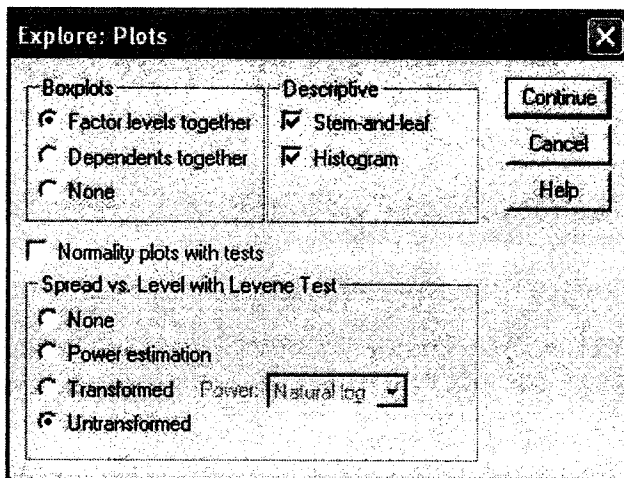 Explore: Plots
Boxplots
Factor levels together
Dependents together
None
Descriptive
Stem-and-leaf
Histogram
Continue
Cancel
Help
Normality plots with tests
Spread vs. Level with Levene Test
None
Power estimation
Transformed Power: Natural log
Untransformed